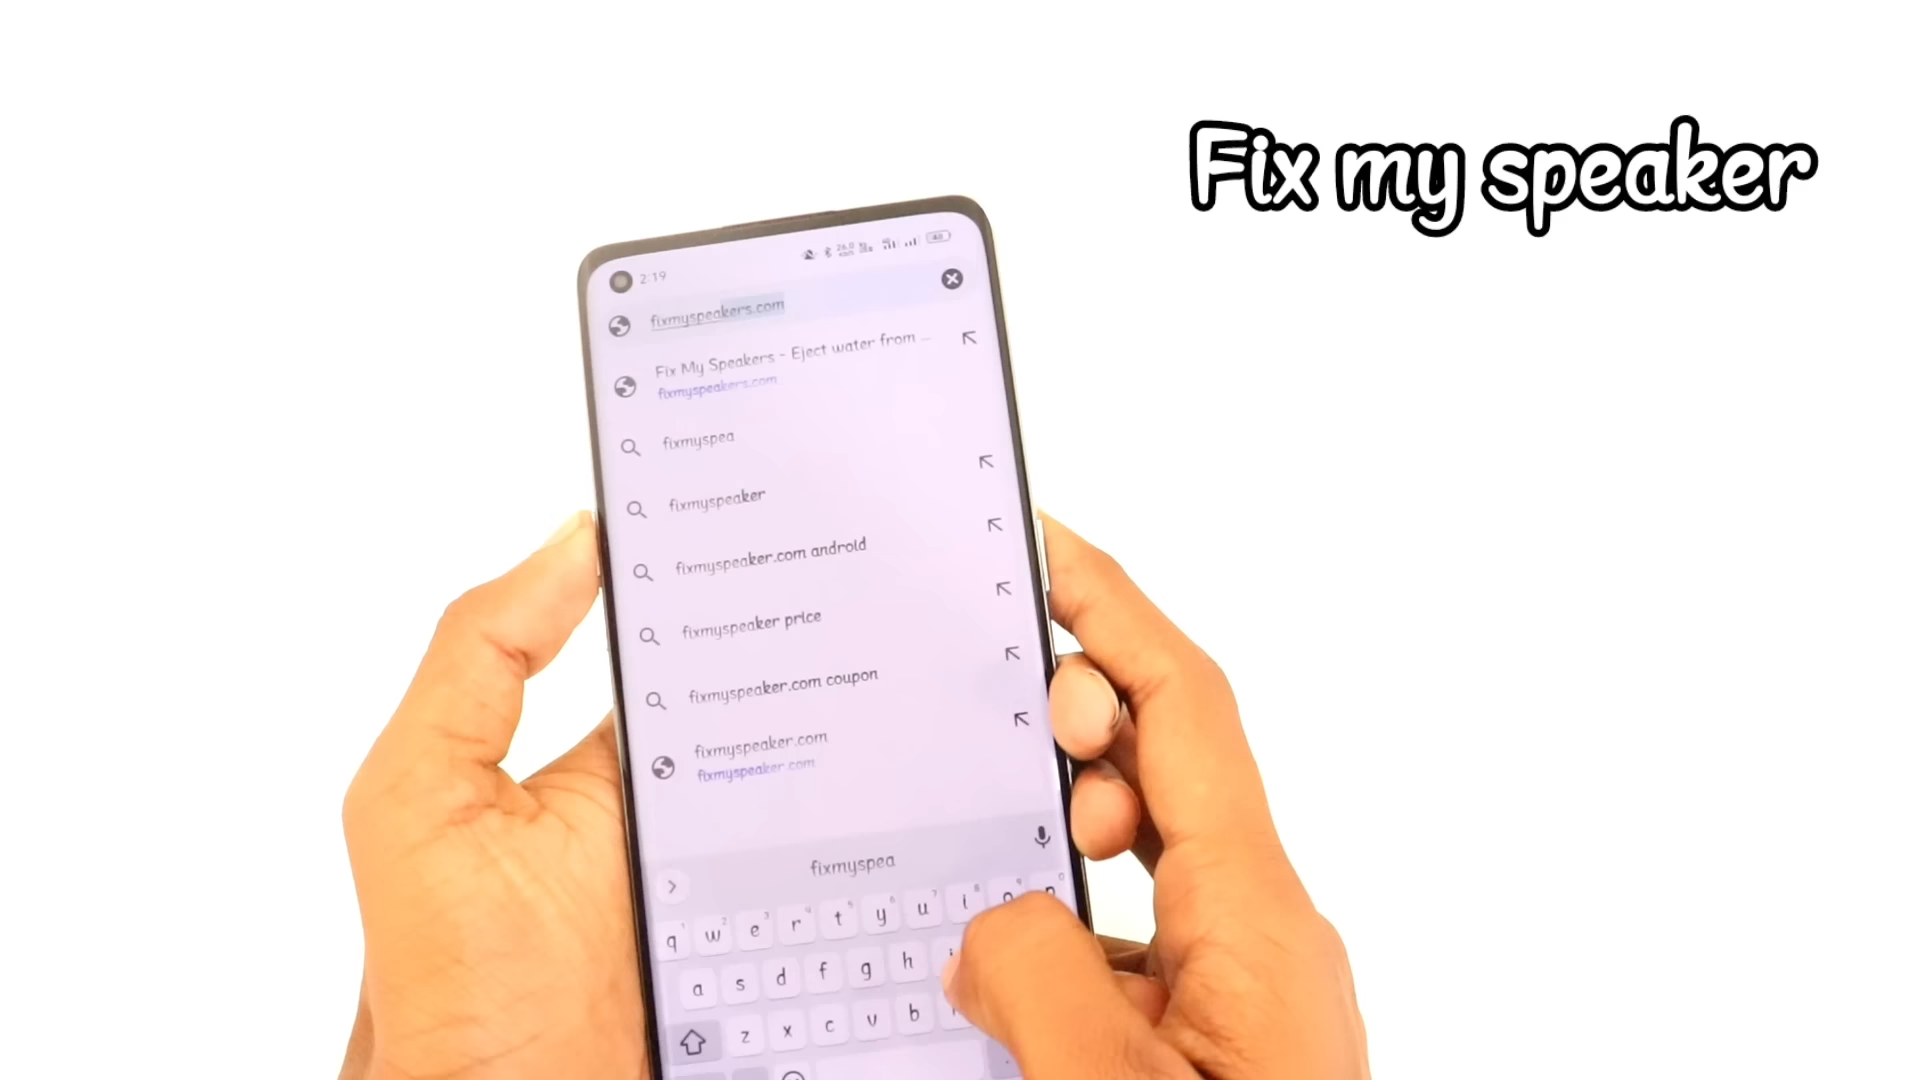 Fix my speaker
2:19
fixmyspeakers.com
Fix My Speakers - Eject water from ...
fixmyspeakers.com
fixmyspea
fixmyspeaker
fixmyspeaker.com android
fixmyspeaker price
fixmyspeaker.com coupon
fixmyspeaker.com
fixmyspeaker.com
fixmyspea
q w e r t y u i
a s d f g h
z x c v b